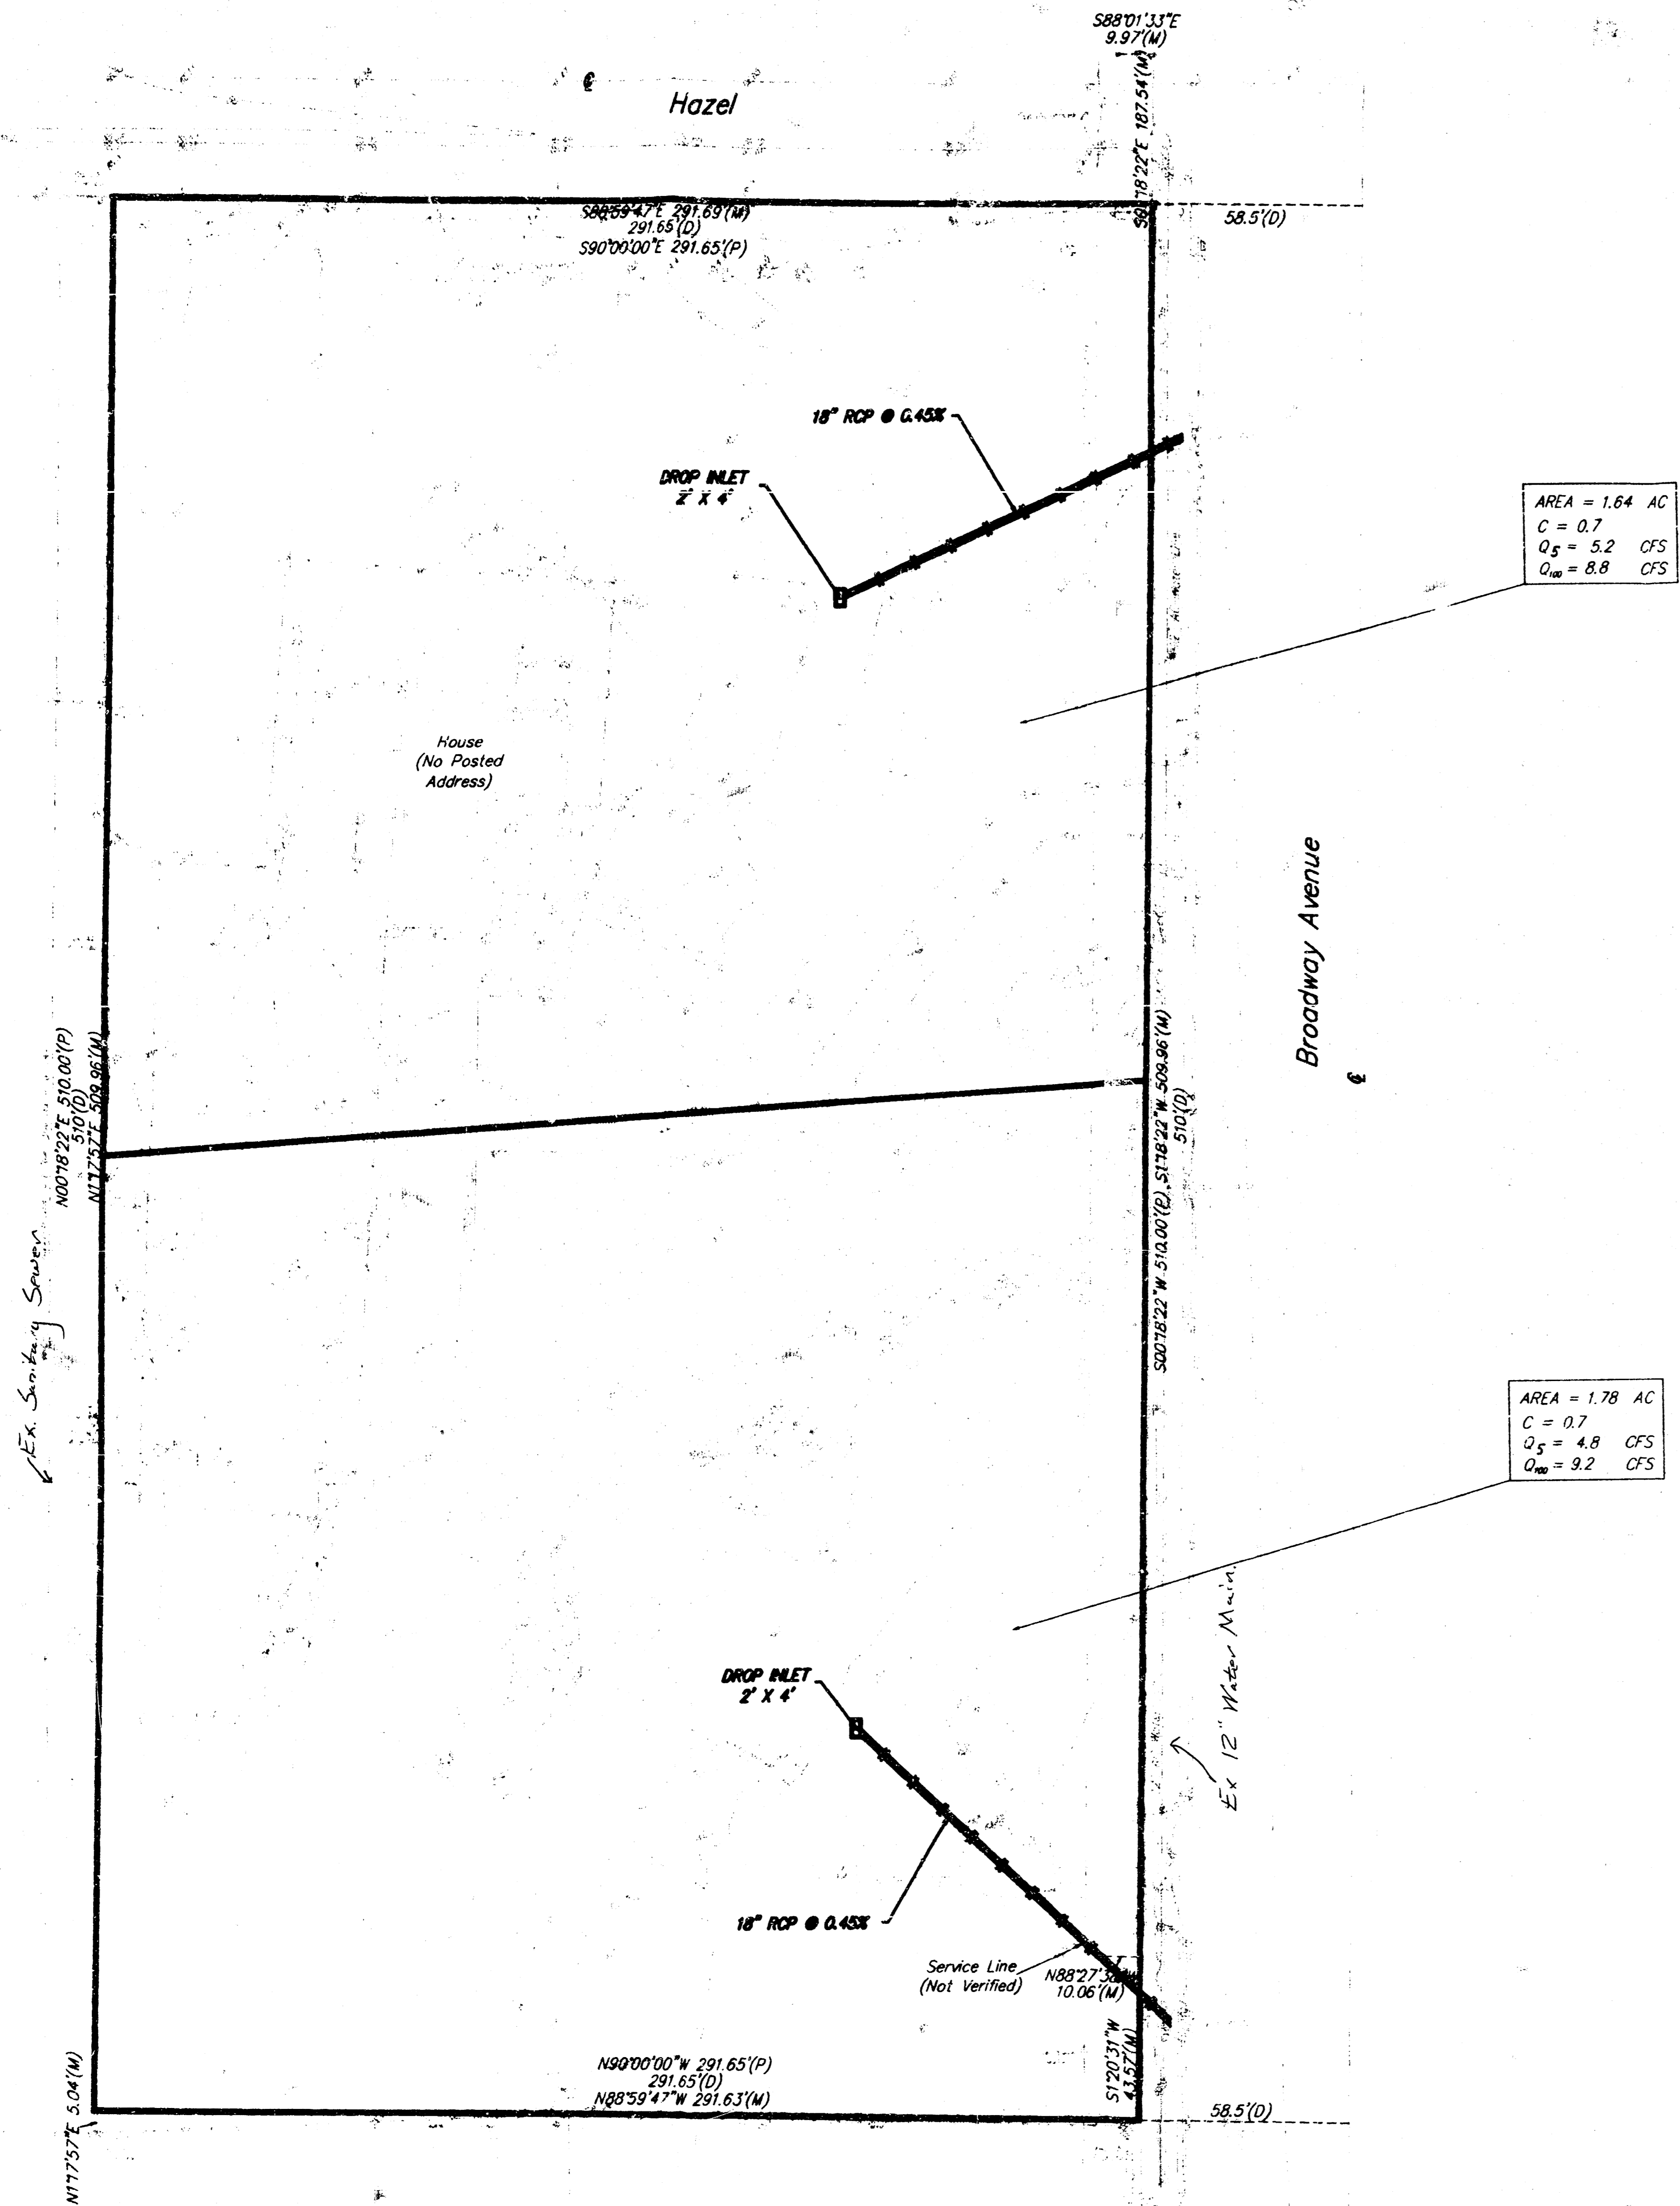 S88°01'33"E
9.97'(M)
℄
Hazel
S0°18'22"E 187.54'(M)
S88°59'47"E 291.69'(M)
291.65'(D)
S90°00'00"E 291.65'(P)
58.5'(D)
18" RCP @ 0.45%
DROP INLET
2' X 4'
AREA = 1.64 AC
C = 0.7
Q5 = 5.2 CFS
Q100 = 8.8 CFS
House
(No Posted
Address)
Broadway Avenue
℄
N00°18'22"E 510.00'(P)
510'(D)
N1°17'57"E 509.96'(M)
S00°18'22"W 510.00'(P), S1°18'22"W 509.96'(M)
510'(D)
Ex. Sanitary Sewer
AREA = 1.78 AC
C = 0.7
Q5 = 4.8 CFS
Q100 = 9.2 CFS
Ex 12" Water Main.
DROP INLET
2' X 4'
18" RCP @ 0.45%
Service Line
(Not Verified)
N88°27'
10.06'(M)
S1°20'31"W
43.57'(M)
N90°00'00"W 291.65'(P)
291.65'(D)
N88°59'47"W 291.63'(M)
58.5'(D)
N1°17'57"E 5.04'(M)